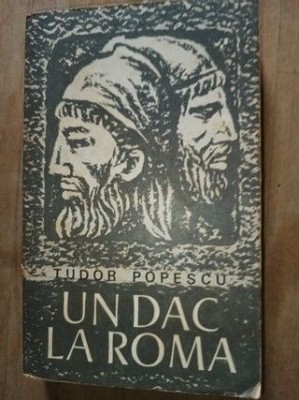 TUDOR POPESCU
UN DAC
LA ROMA